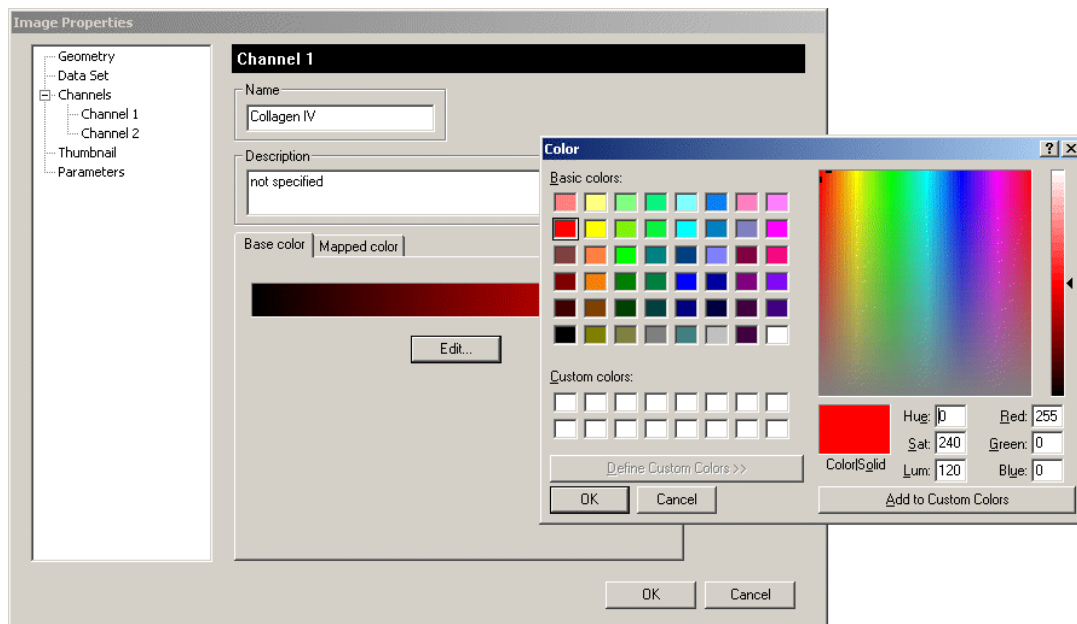 Image Properties
Geometry
Data Set
Channels
Channel 1
Channel 2
Thumbnail
Parameters
Channel 1
Name
Collagen IV
Description
not specified
Base color
Mapped color
Edit...
OK
Cancel
Color
Basic colors:
Custom colors:
Define Custom Colors >>
OK
Cancel
Color|Solid
Hue: 0
Sat: 240
Lum: 120
Red: 255
Green: 0
Blue: 0
Add to Custom Colors